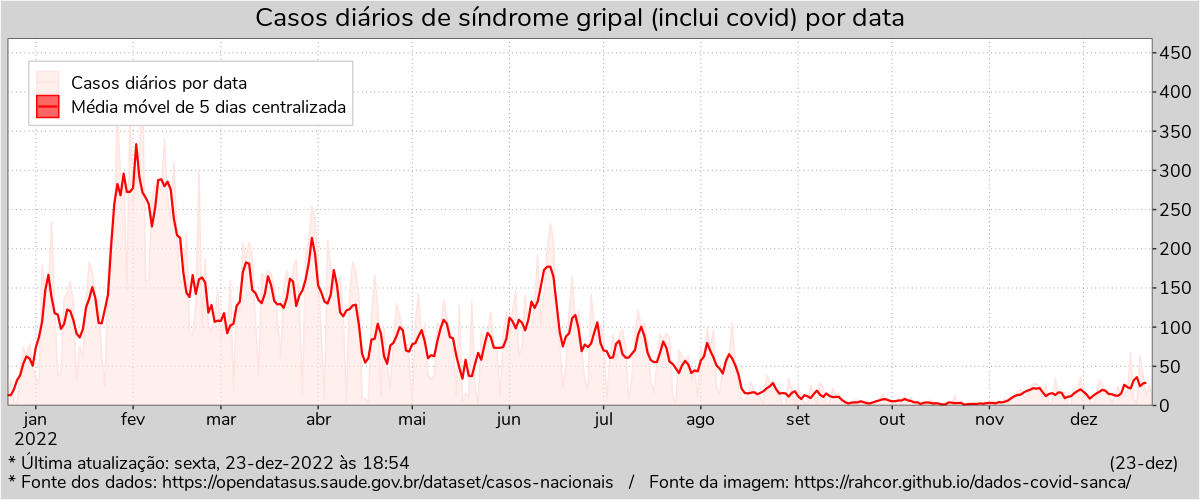 Casos diários de síndrome gripal (inclui covid) por data
Casos diários por data
Média móvel de 5 dias centralizada
450
400
350
300
250
200
150
100
50
0
jan fev mar abr mai jun jul ago set out nov dez
2022
* Última atualização: sexta, 23-dez-2022 às 18:54 (23-dez)
* Fonte dos dados: https://opendatasus.saude.gov.br/dataset/casos-nacionais / Fonte da imagem: https://rahcor.github.io/dados-covid-sanca/